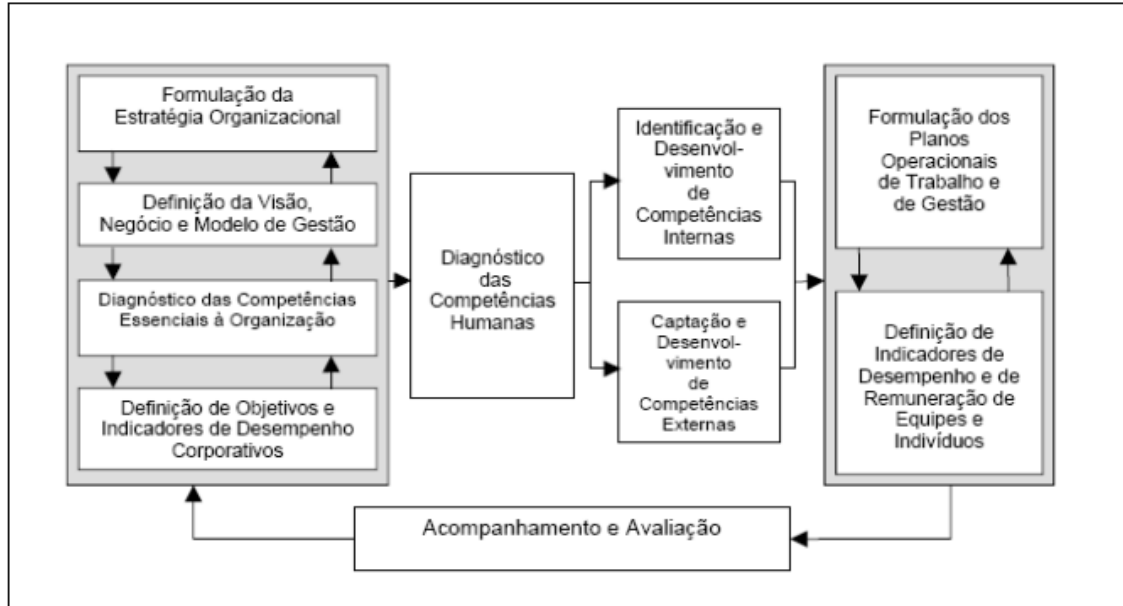 Formulação da
Estratégia Organizacional
Definição da Visão,
Negócio e Modelo de Gestão
Diagnóstico das Competências
Essenciais à Organização
Definição de Objetivos e
Indicadores de Desempenho
Corporativos
Diagnóstico
das
Competências
Humanas
Identificação e
Desenvol-
vimento
de
Competências
Internas
Captação e
Desenvol-
vimento
de
Competências
Externas
Formulação dos
Planos
Operacionais
de Trabalho e
de Gestão
Definição de
Indicadores de
Desempenho e de
Remuneração de
Equipes e
Indivíduos
Acompanhamento e Avaliação